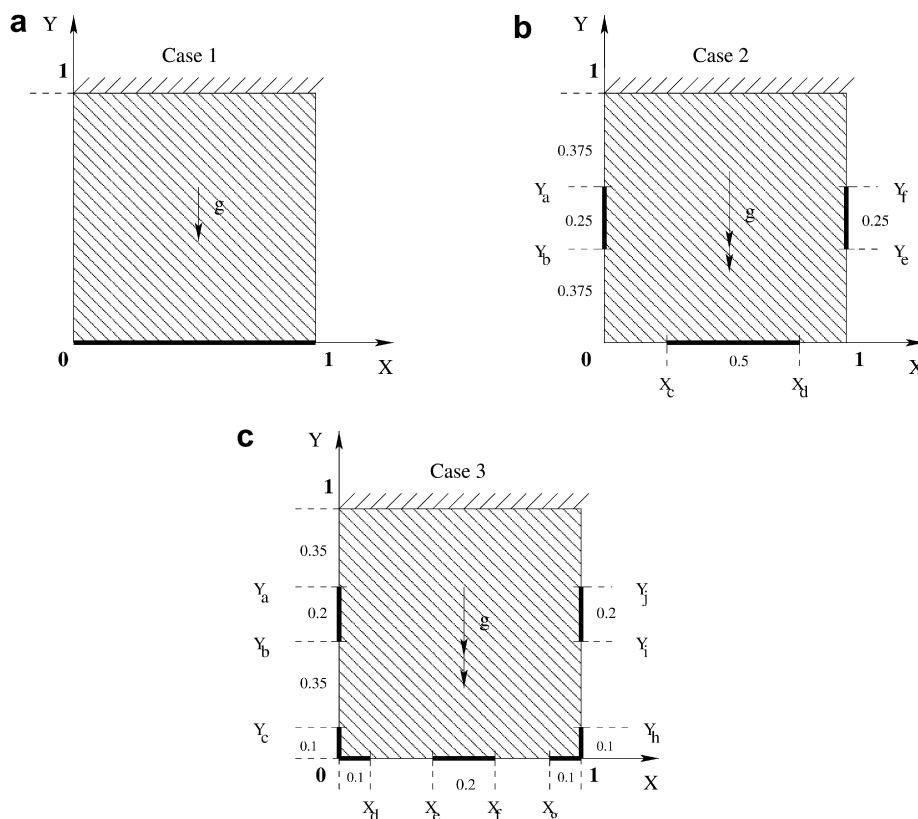 a
Y
Case 1
1
g
0
1
X
b
Y
Case 2
1
0.375
Y_a
Y_f
0.25
g
0.25
Y_b
Y_e
0.375
0
0.5
1
X
X_c
X_d
c
Y
Case 3
1
0.35
Y_a
Y_j
0.2
g
0.2
Y_b
Y_i
0.35
Y_c
Y_h
0.1
0.1
0
0.1
0.2
0.1
1
X
X_d
X_e
X_f
X_g